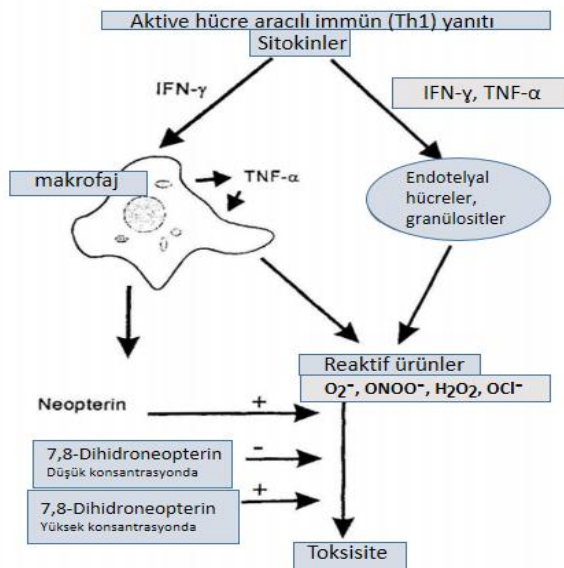 Aktive hücre aracılı immün (Th1) yanıtı
Sitokinler
IFN-γ
IFN-ɣ, TNF-α
makrofaj
TNF-α
Endotelyal
hücreler,
granülositler
Reaktif ürünler
O₂⁻, ONOO⁻, H₂O₂, OCl⁻
Neopterin
+
7,8-Dihidroneopterin
Düşük konsantrasyonda
-
7,8-Dihidroneopterin
Yüksek konsantrasyonda
+
Toksisite